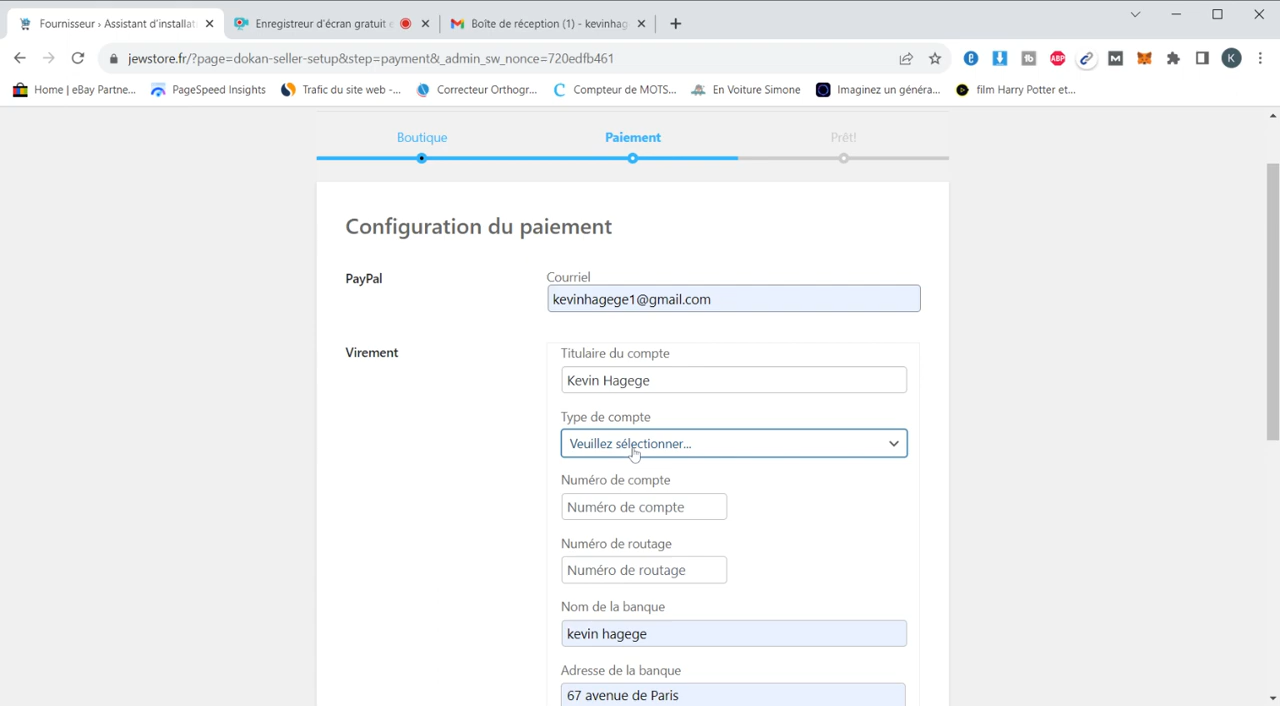 Fournisseur › Assistant d'installat
Enregistreur d'écran gratuit e
Boîte de réception (1) - kevinhag
jewstore.fr/?page=dokan-seller-setup&step=payment&_admin_sw_nonce=720edfb461
Home | eBay Partne...
PageSpeed Insights
Trafic du site web -...
Correcteur Orthogr...
Compteur de MOTS...
En Voiture Simone
Imaginez un généra...
film Harry Potter et...
Boutique
Paiement
Prêt!
Configuration du paiement
PayPal
Courriel
kevinhagege1@gmail.com
Virement
Titulaire du compte
Kevin Hagege
Type de compte
Veuillez sélectionner...
Numéro de compte
Numéro de compte
Numéro de routage
Numéro de routage
Nom de la banque
kevin hagege
Adresse de la banque
67 avenue de Paris